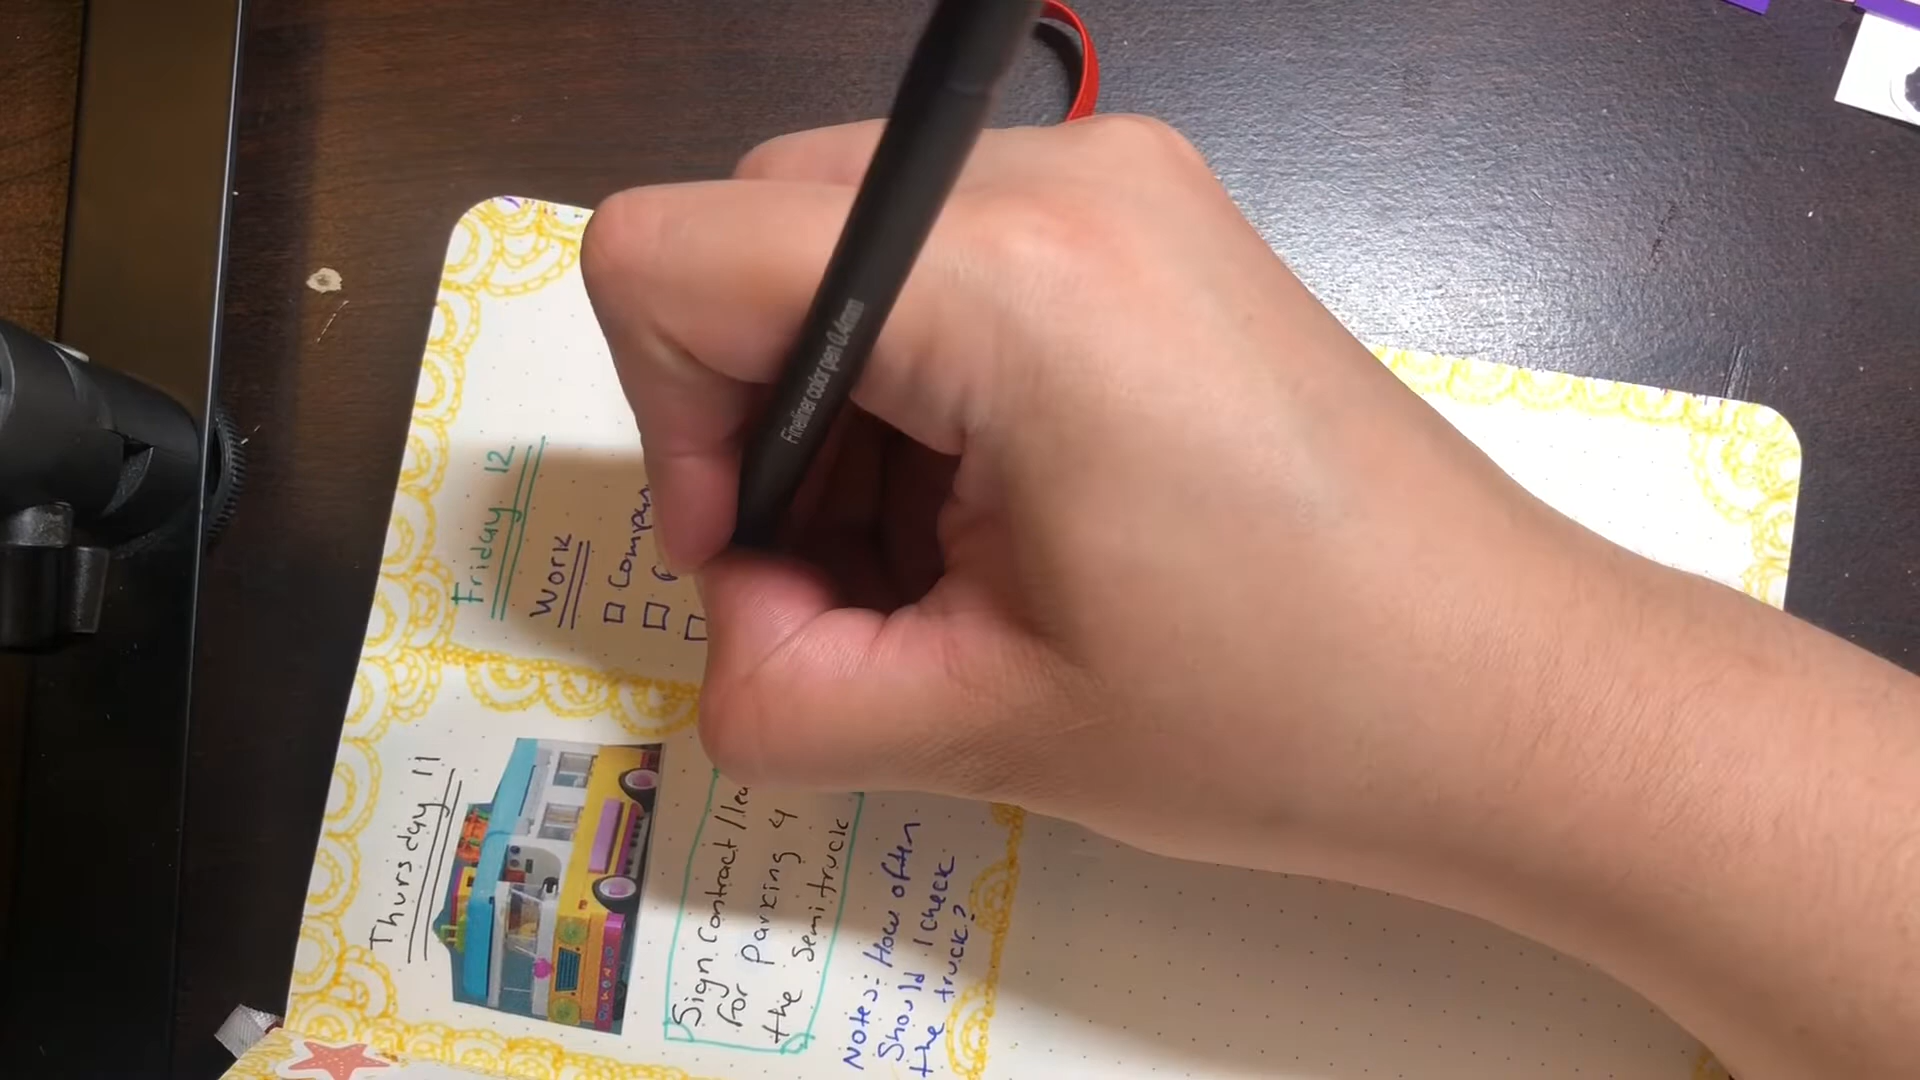 Thursday 11
Sign contract/lea
for parking 4
the semi truck
Notes: How often
Should I check
the truck?
Friday 12
Work
Fineliner color pen 0.4mm